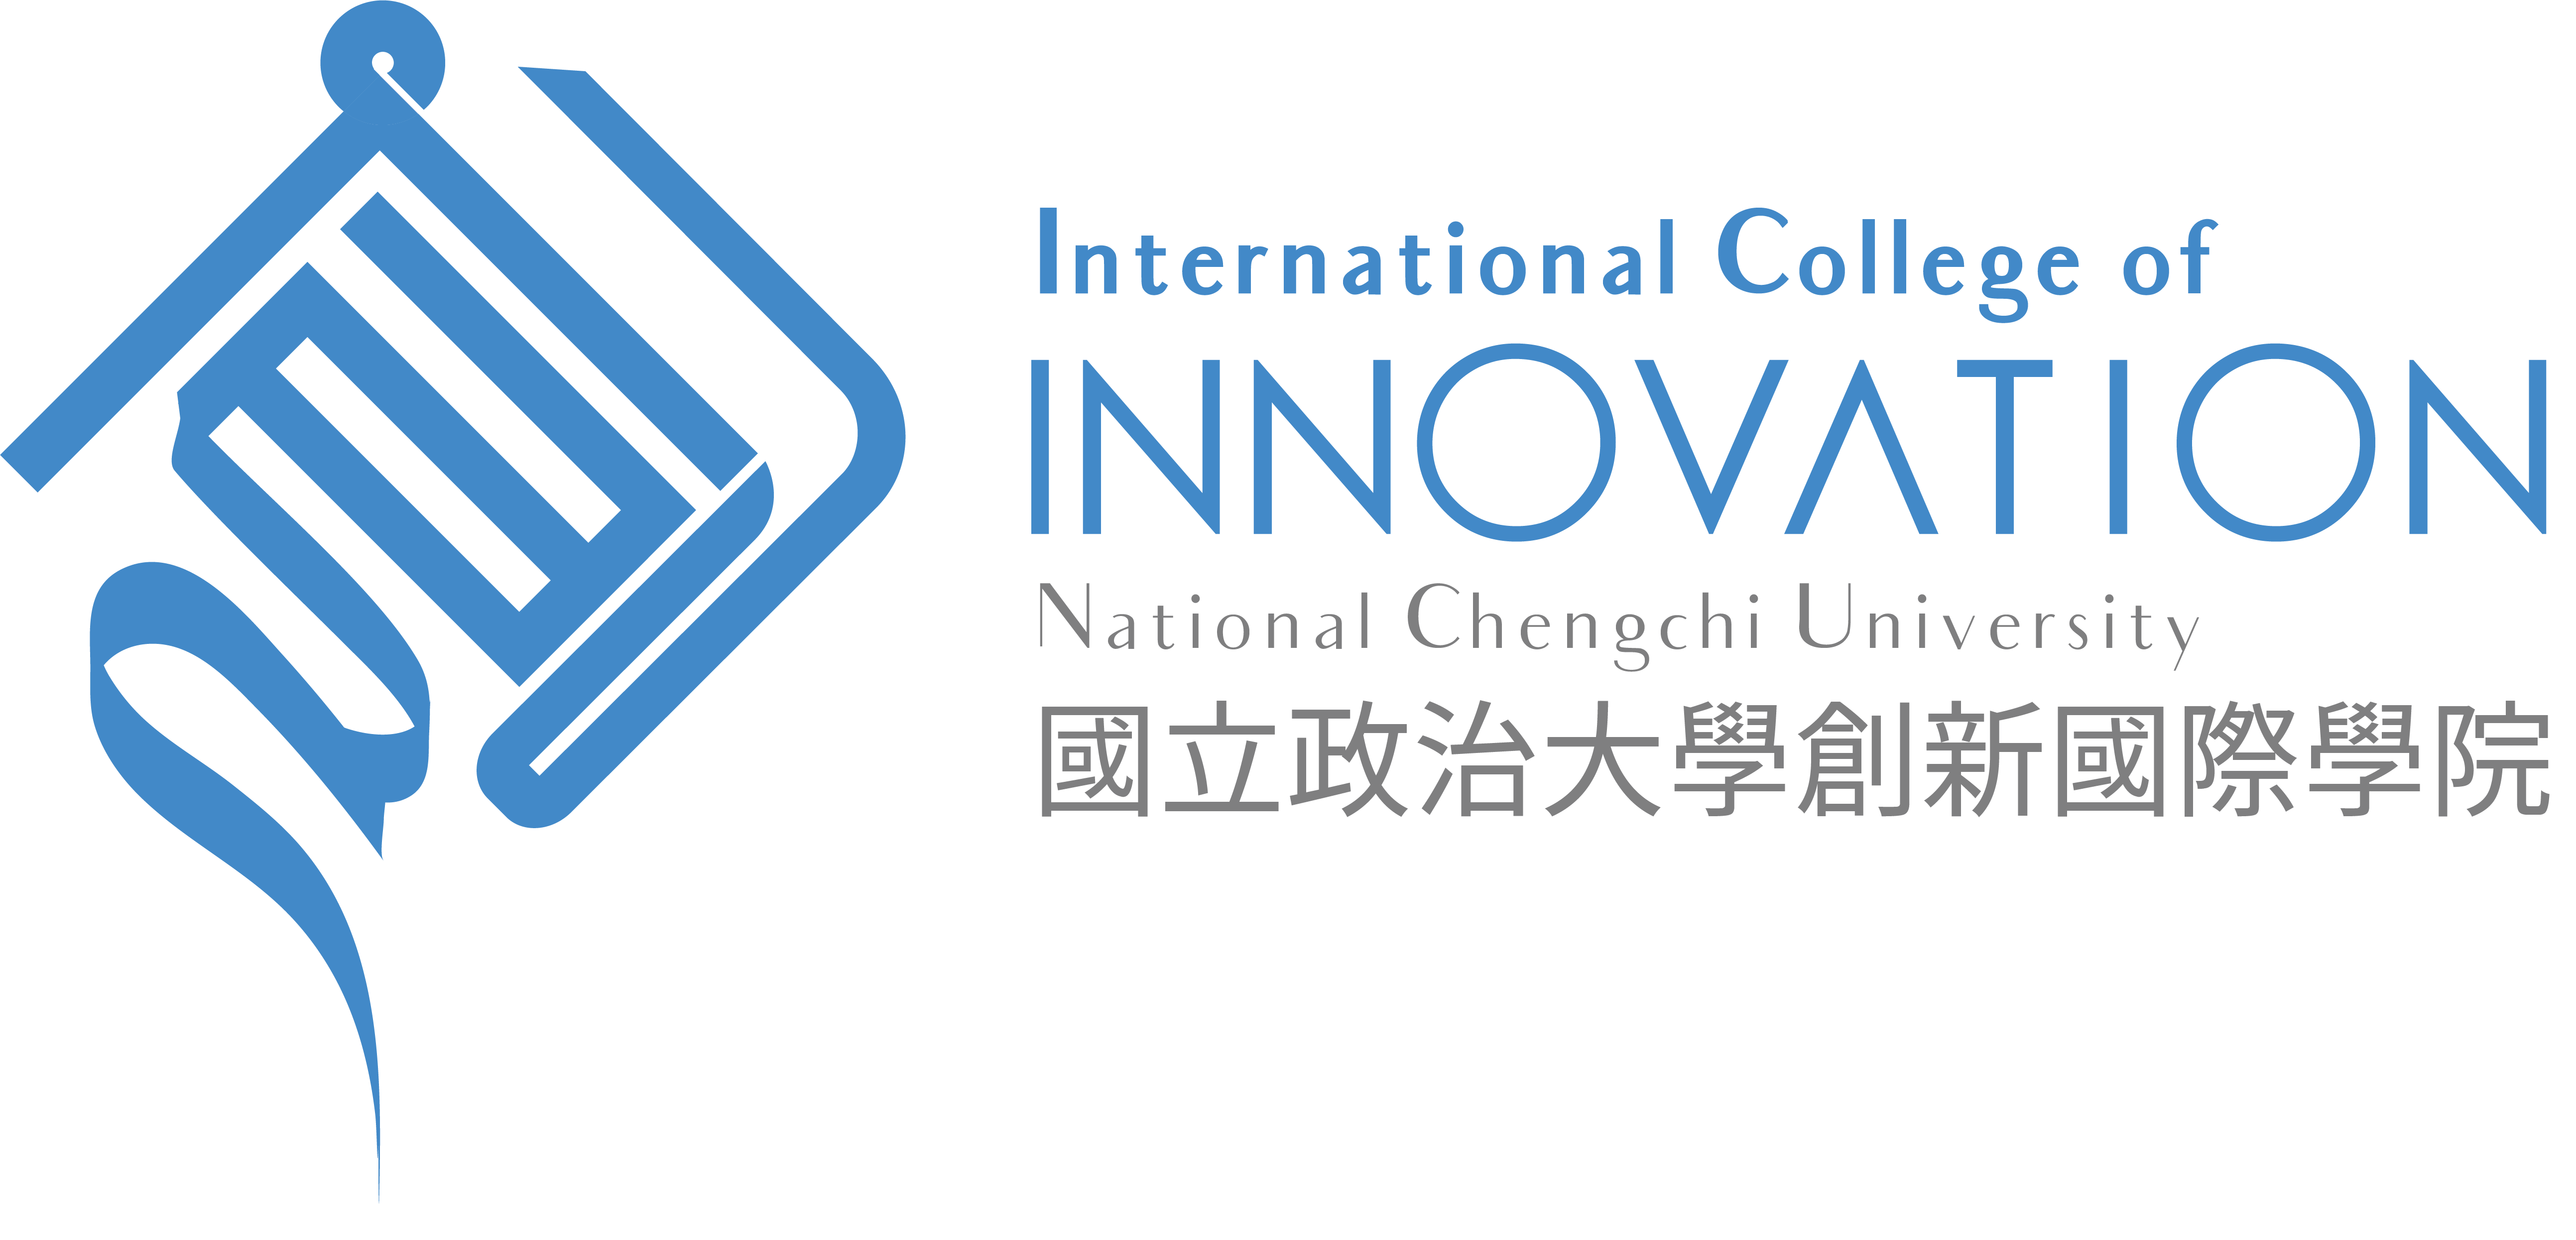 International College of
INNOVATION
National Chengchi University
國立政治大學創新國際學院